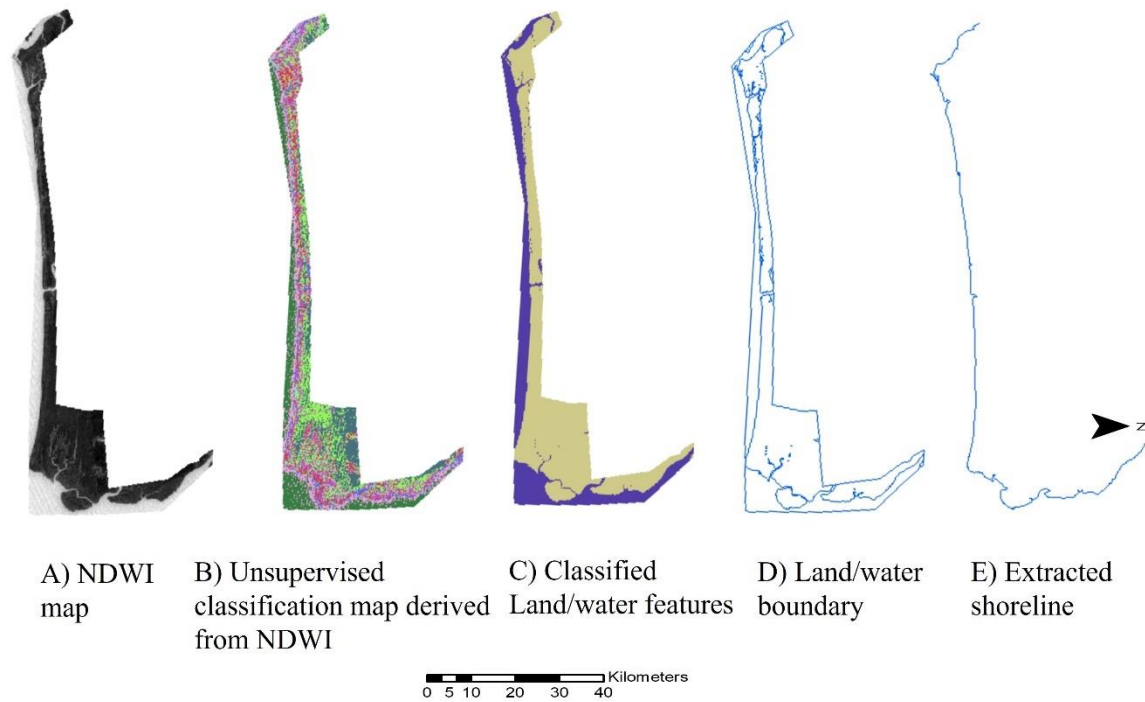 N
A) NDWI
map
B) Unsupervised
classification map derived
from NDWI
C) Classified
Land/water features
D) Land/water
boundary
E) Extracted
shoreline
Kilometers
0 5 10 20 30 40